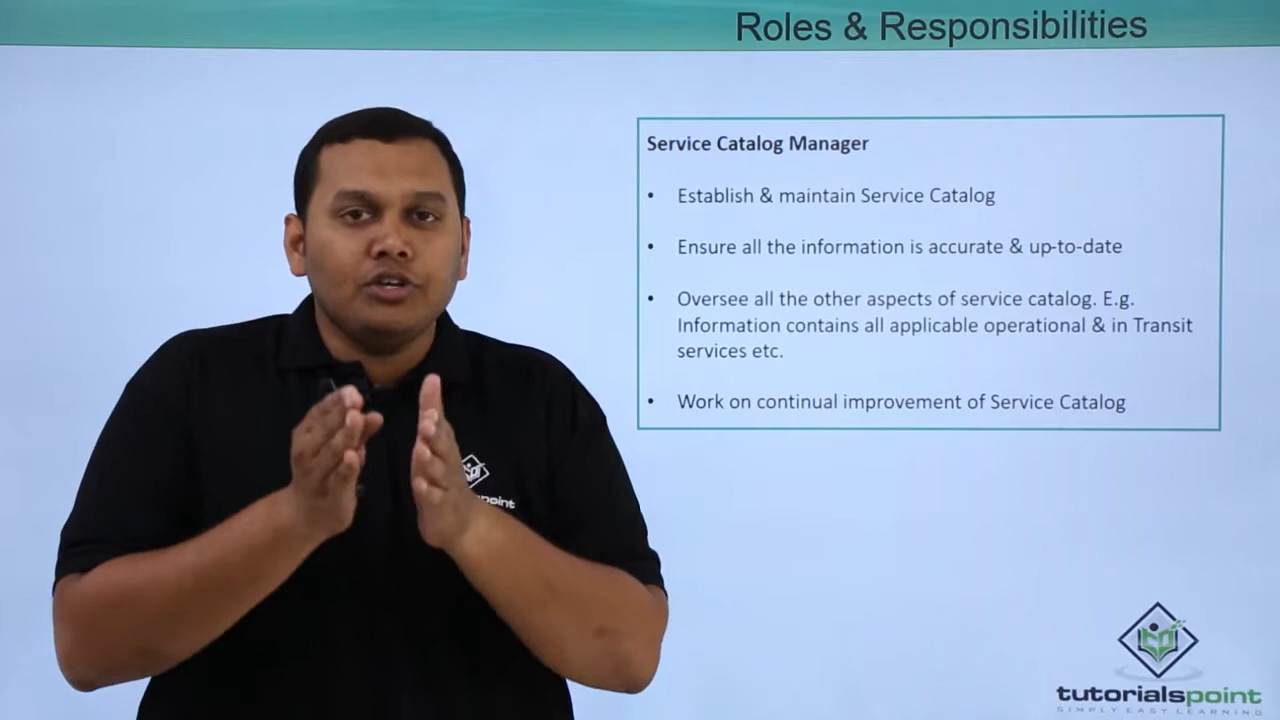 Roles & Responsibilities
Service Catalog Manager
• Establish & maintain Service Catalog
• Ensure all the information is accurate & up-to-date
• Oversee all the other aspects of service catalog. E.g.
Information contains all applicable operational & in Transit
services etc.
• Work on continual improvement of Service Catalog
point
tutorialspoint
SIMPLY EASY LEARNING